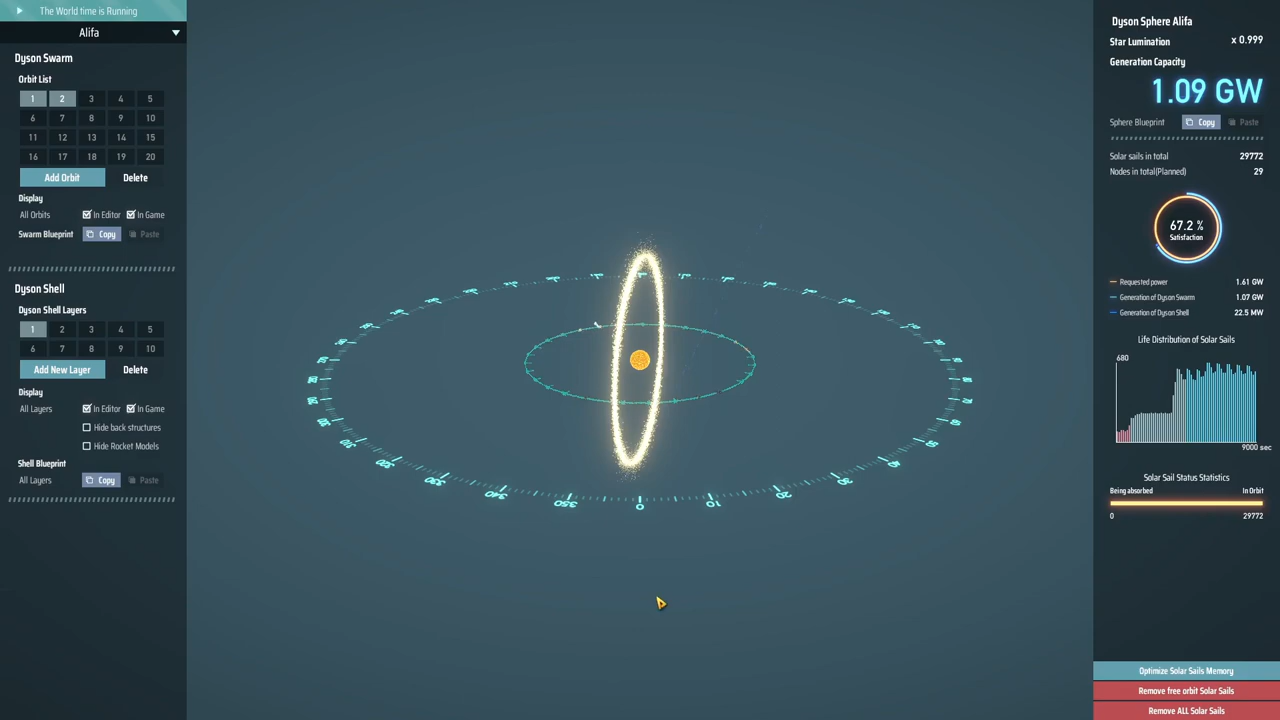 The World time is Running
Alifa
Dyson Swarm
Orbit List
1 2 3 4 5
6 7 8 9 10
11 12 13 14 15
16 17 18 19 20
Add Orbit Delete
Display
All Orbits In Editor In Game
Swarm Blueprint Copy Paste
Dyson Shell
Dyson Shell Layers
1 2 3 4 5
6 7 8 9 10
Add New Layer Delete
Display
All Layers In Editor In Game
Hide back structures
Hide Rocket Models
Shell Blueprint
All Layers Copy Paste
340 350 0 10 20 30
Dyson Sphere Alifa
Star Lumination x 0.999
Generation Capacity
1.09 GW
Sphere Blueprint Copy Paste
Solar sails in total 29772
Nodes in total(Planned) 29
67.2 %
Satisfaction
Requested power 1.61 GW
Generation of Dyson Swarm 1.07 GW
Generation of Dyson Shell 22.5 MW
Life Distribution of Solar Sails
680
9000 sec
Solar Sail Status Statistics
Being absorbed In Orbit
0 29772
Optimize Solar Sails Memory
Remove free orbit Solar Sails
Remove ALL Solar Sails